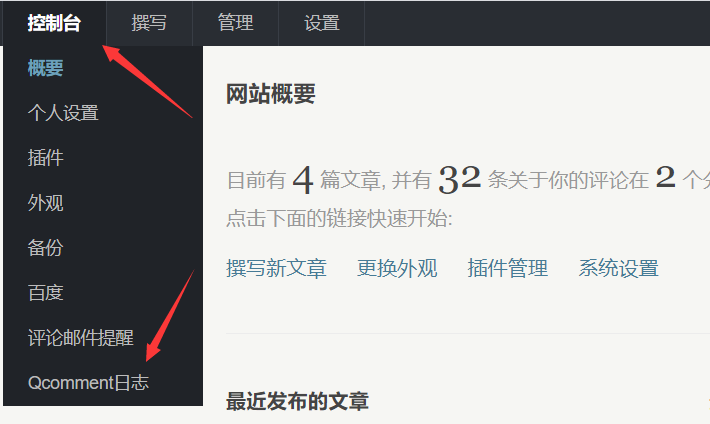 控制台 撰写 管理 设置
概要
个人设置
插件
外观
备份
百度
评论邮件提醒
Qcomment日志
网站概要
目前有 4 篇文章, 并有 32 条关于你的评论在 2 个
点击下面的链接快速开始:
撰写新文章 更换外观 插件管理 系统设置
最近发布的文章